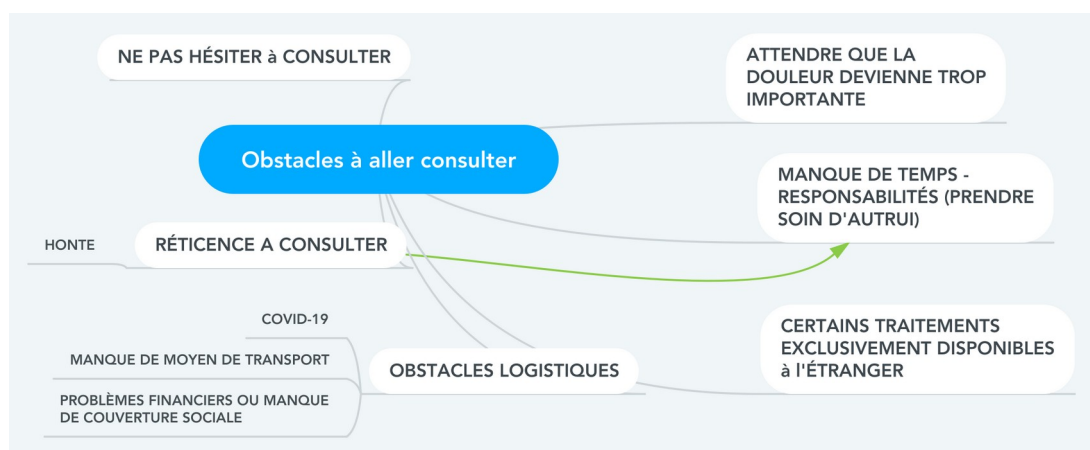 NE PAS HÉSITER à CONSULTER
ATTENDRE QUE LA
DOULEUR DEVIENNE TROP
IMPORTANTE
Obstacles à aller consulter
MANQUE DE TEMPS -
RESPONSABILITÉS (PRENDRE
SOIN D'AUTRUI)
HONTE
RÉTICENCE A CONSULTER
COVID-19
MANQUE DE MOYEN DE TRANSPORT
PROBLÈMES FINANCIERS OU MANQUE
DE COUVERTURE SOCIALE
OBSTACLES LOGISTIQUES
CERTAINS TRAITEMENTS
EXCLUSIVEMENT DISPONIBLES
à l'ÉTRANGER